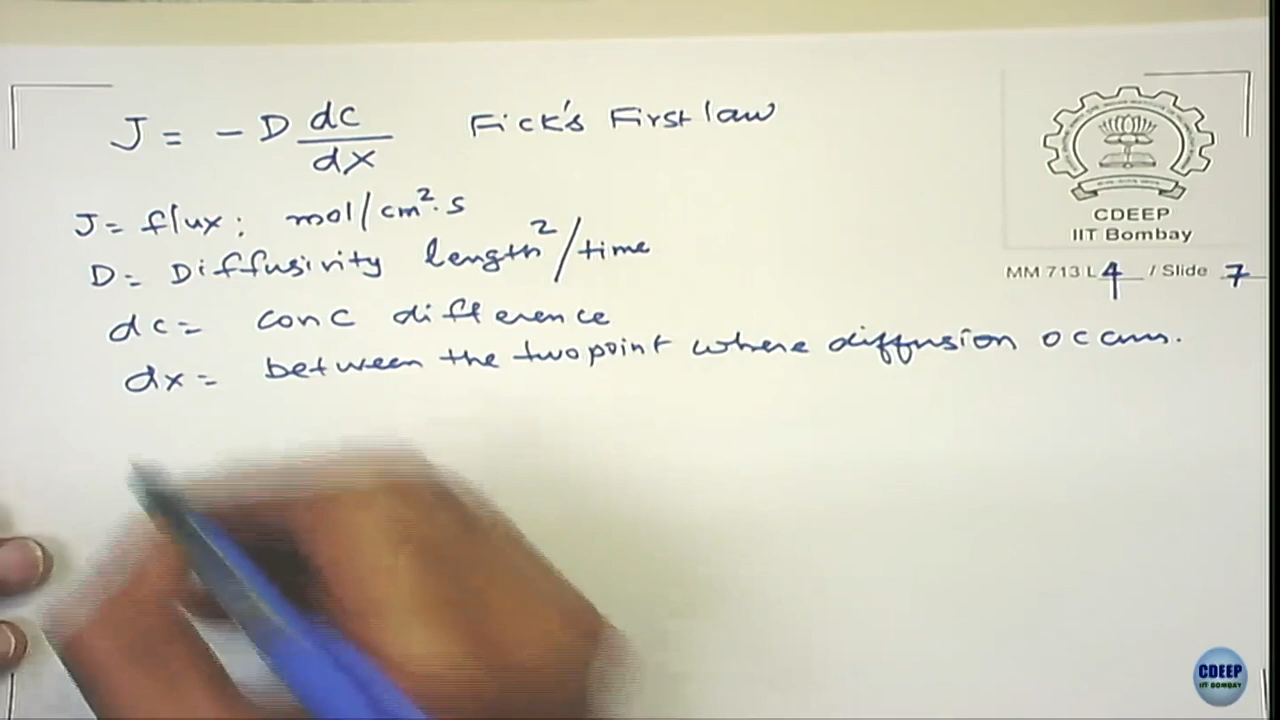 J = - D dc/dx Fick's First law
J = flux; mol/cm².s
D = Diffusivity length²/time
dc = conc difference
dx = between the two point where diffusion occurs.
CDEEP
IIT Bombay
MM 713 L 4 / Slide 7
CDEEP
IIT BOMBAY